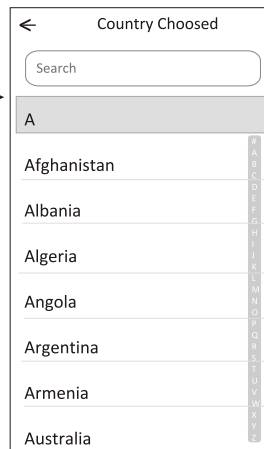 Country Choosed
Search
A
Afghanistan
Albania
Algeria
Angola
Argentina
Armenia
Australia
#
A
B
C
D
E
F
G
H
I
J
K
L
M
N
O
P
Q
R
S
T
U
V
W
X
Y
Z